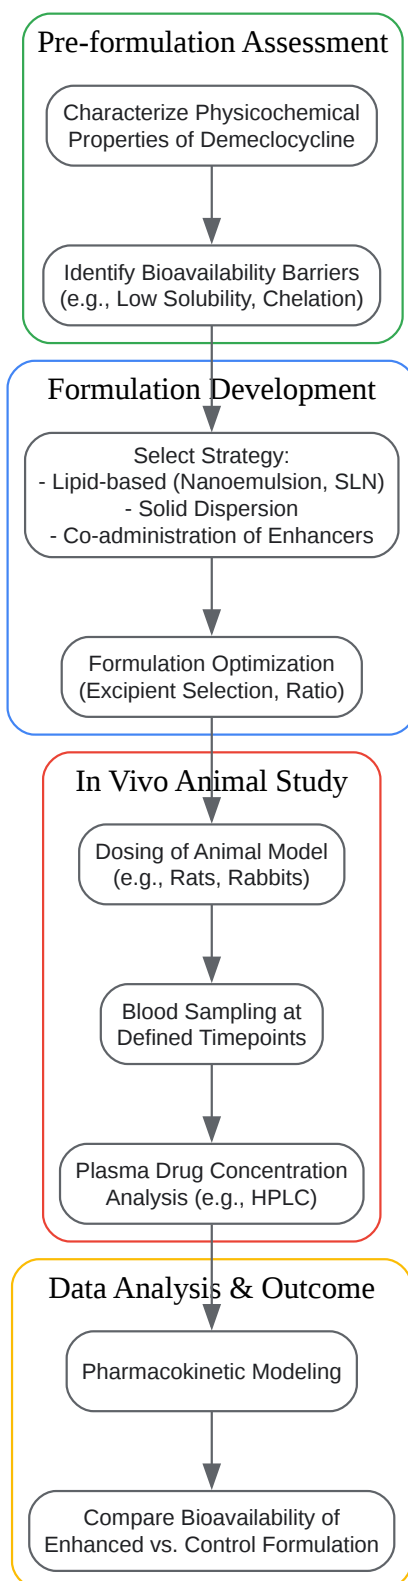 Pre-formulation Assessment
Characterize Physicochemical
Properties of Demeclocycline
Identify Bioavailability Barriers
(e.g., Low Solubility, Chelation)
Formulation Development
Select Strategy:
- Lipid-based (Nanoemulsion, SLN)
- Solid Dispersion
- Co-administration of Enhancers
Formulation Optimization
(Excipient Selection, Ratio)
In Vivo Animal Study
Dosing of Animal Model
(e.g., Rats, Rabbits)
Blood Sampling at
Defined Timepoints
Plasma Drug Concentration
Analysis (e.g., HPLC)
Data Analysis & Outcome
Pharmacokinetic Modeling
Compare Bioavailability of
Enhanced vs. Control Formulation